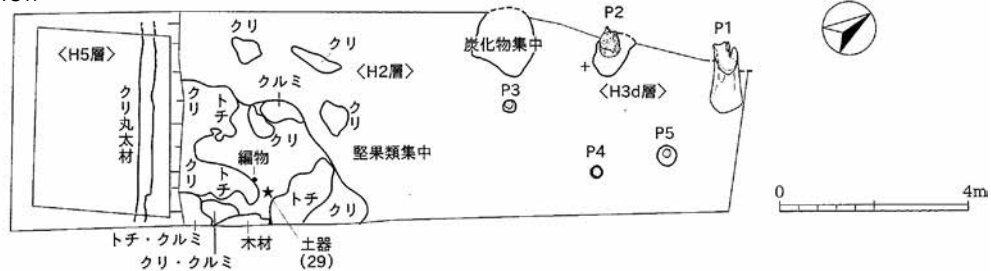 クリ
クリ
〈H5層〉
〈H2層〉
炭化物集中
P2
P1
クルミ
〈H3d層〉
P3
クリ
トチ
クリ
クリ
クリ丸太材
堅果類集中
P4
P5
編物
クリ
トチ
トチ
クリ
0
4m
トチ・クルミ
木材
土器
(29)
クリ・クルミ